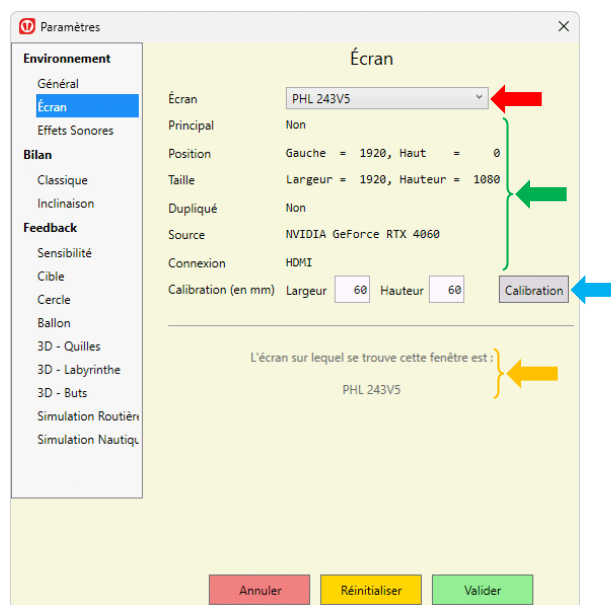 Paramètres
Environnement
Général
Écran
Effets Sonores
Bilan
Classique
Inclinaison
Feedback
Sensibilité
Cible
Cercle
Ballon
3D - Quilles
3D - Labyrinthe
3D - Buts
Simulation Routièr
Simulation Nautiqu
Écran
Écran PHL 243V5
Principal Non
Position Gauche = 1920, Haut = 0
Taille Largeur = 1920, Hauteur = 1080
Dupliqué Non
Source NVIDIA GeForce RTX 4060
Connexion HDMI
Calibration (en mm) Largeur 60 Hauteur 60 Calibration
L'écran sur lequel se trouve cette fenêtre est :
PHL 243V5
Annuler Réinitialiser Valider